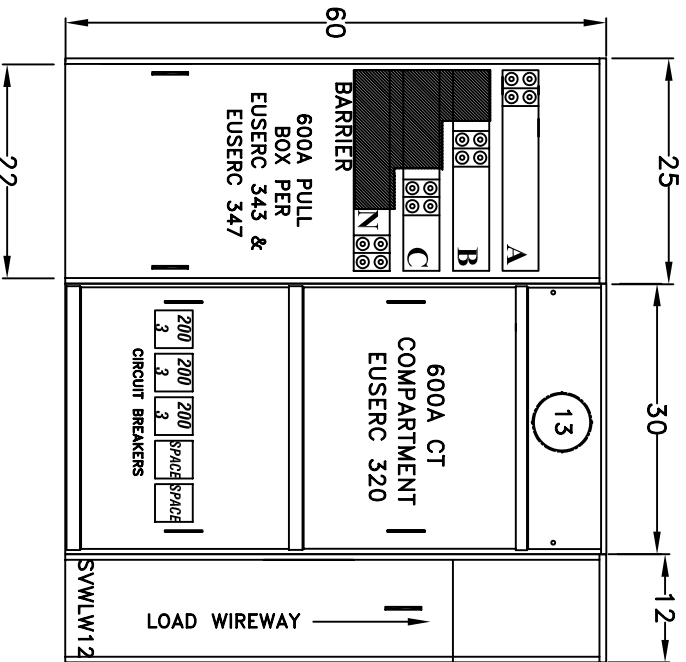 60
25
22
30
12
A
B
C
N
BARRIER
600A PULL
BOX PER
EUSERC 343 &
EUSERC 347
13
600A CT
COMPARTMENT
EUSERC 320
200
3
200
3
200
3
SPACE
SPACE
CIRCUIT BREAKERS
LOAD WIREWAY
SVWLW12